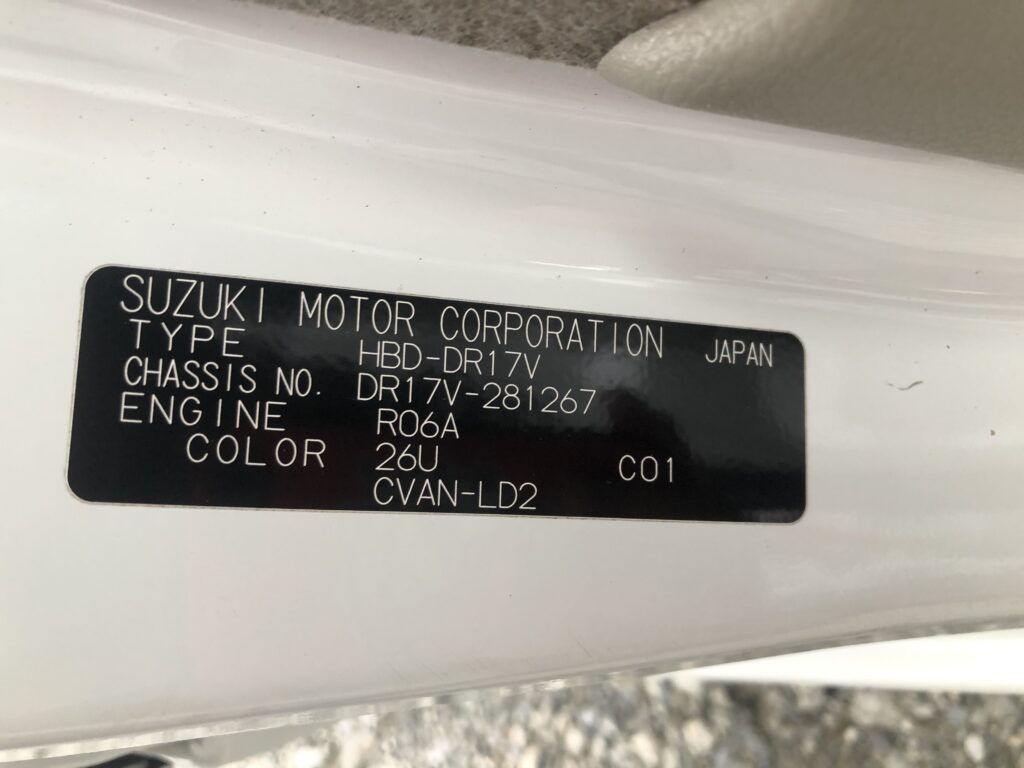 SUZUKI MOTOR CORPORATION JAPAN
TYPE HBD-DR17V
CHASSIS NO. DR17V-281267
ENGINE R06A
COLOR 26U C01
CVAN-LD2